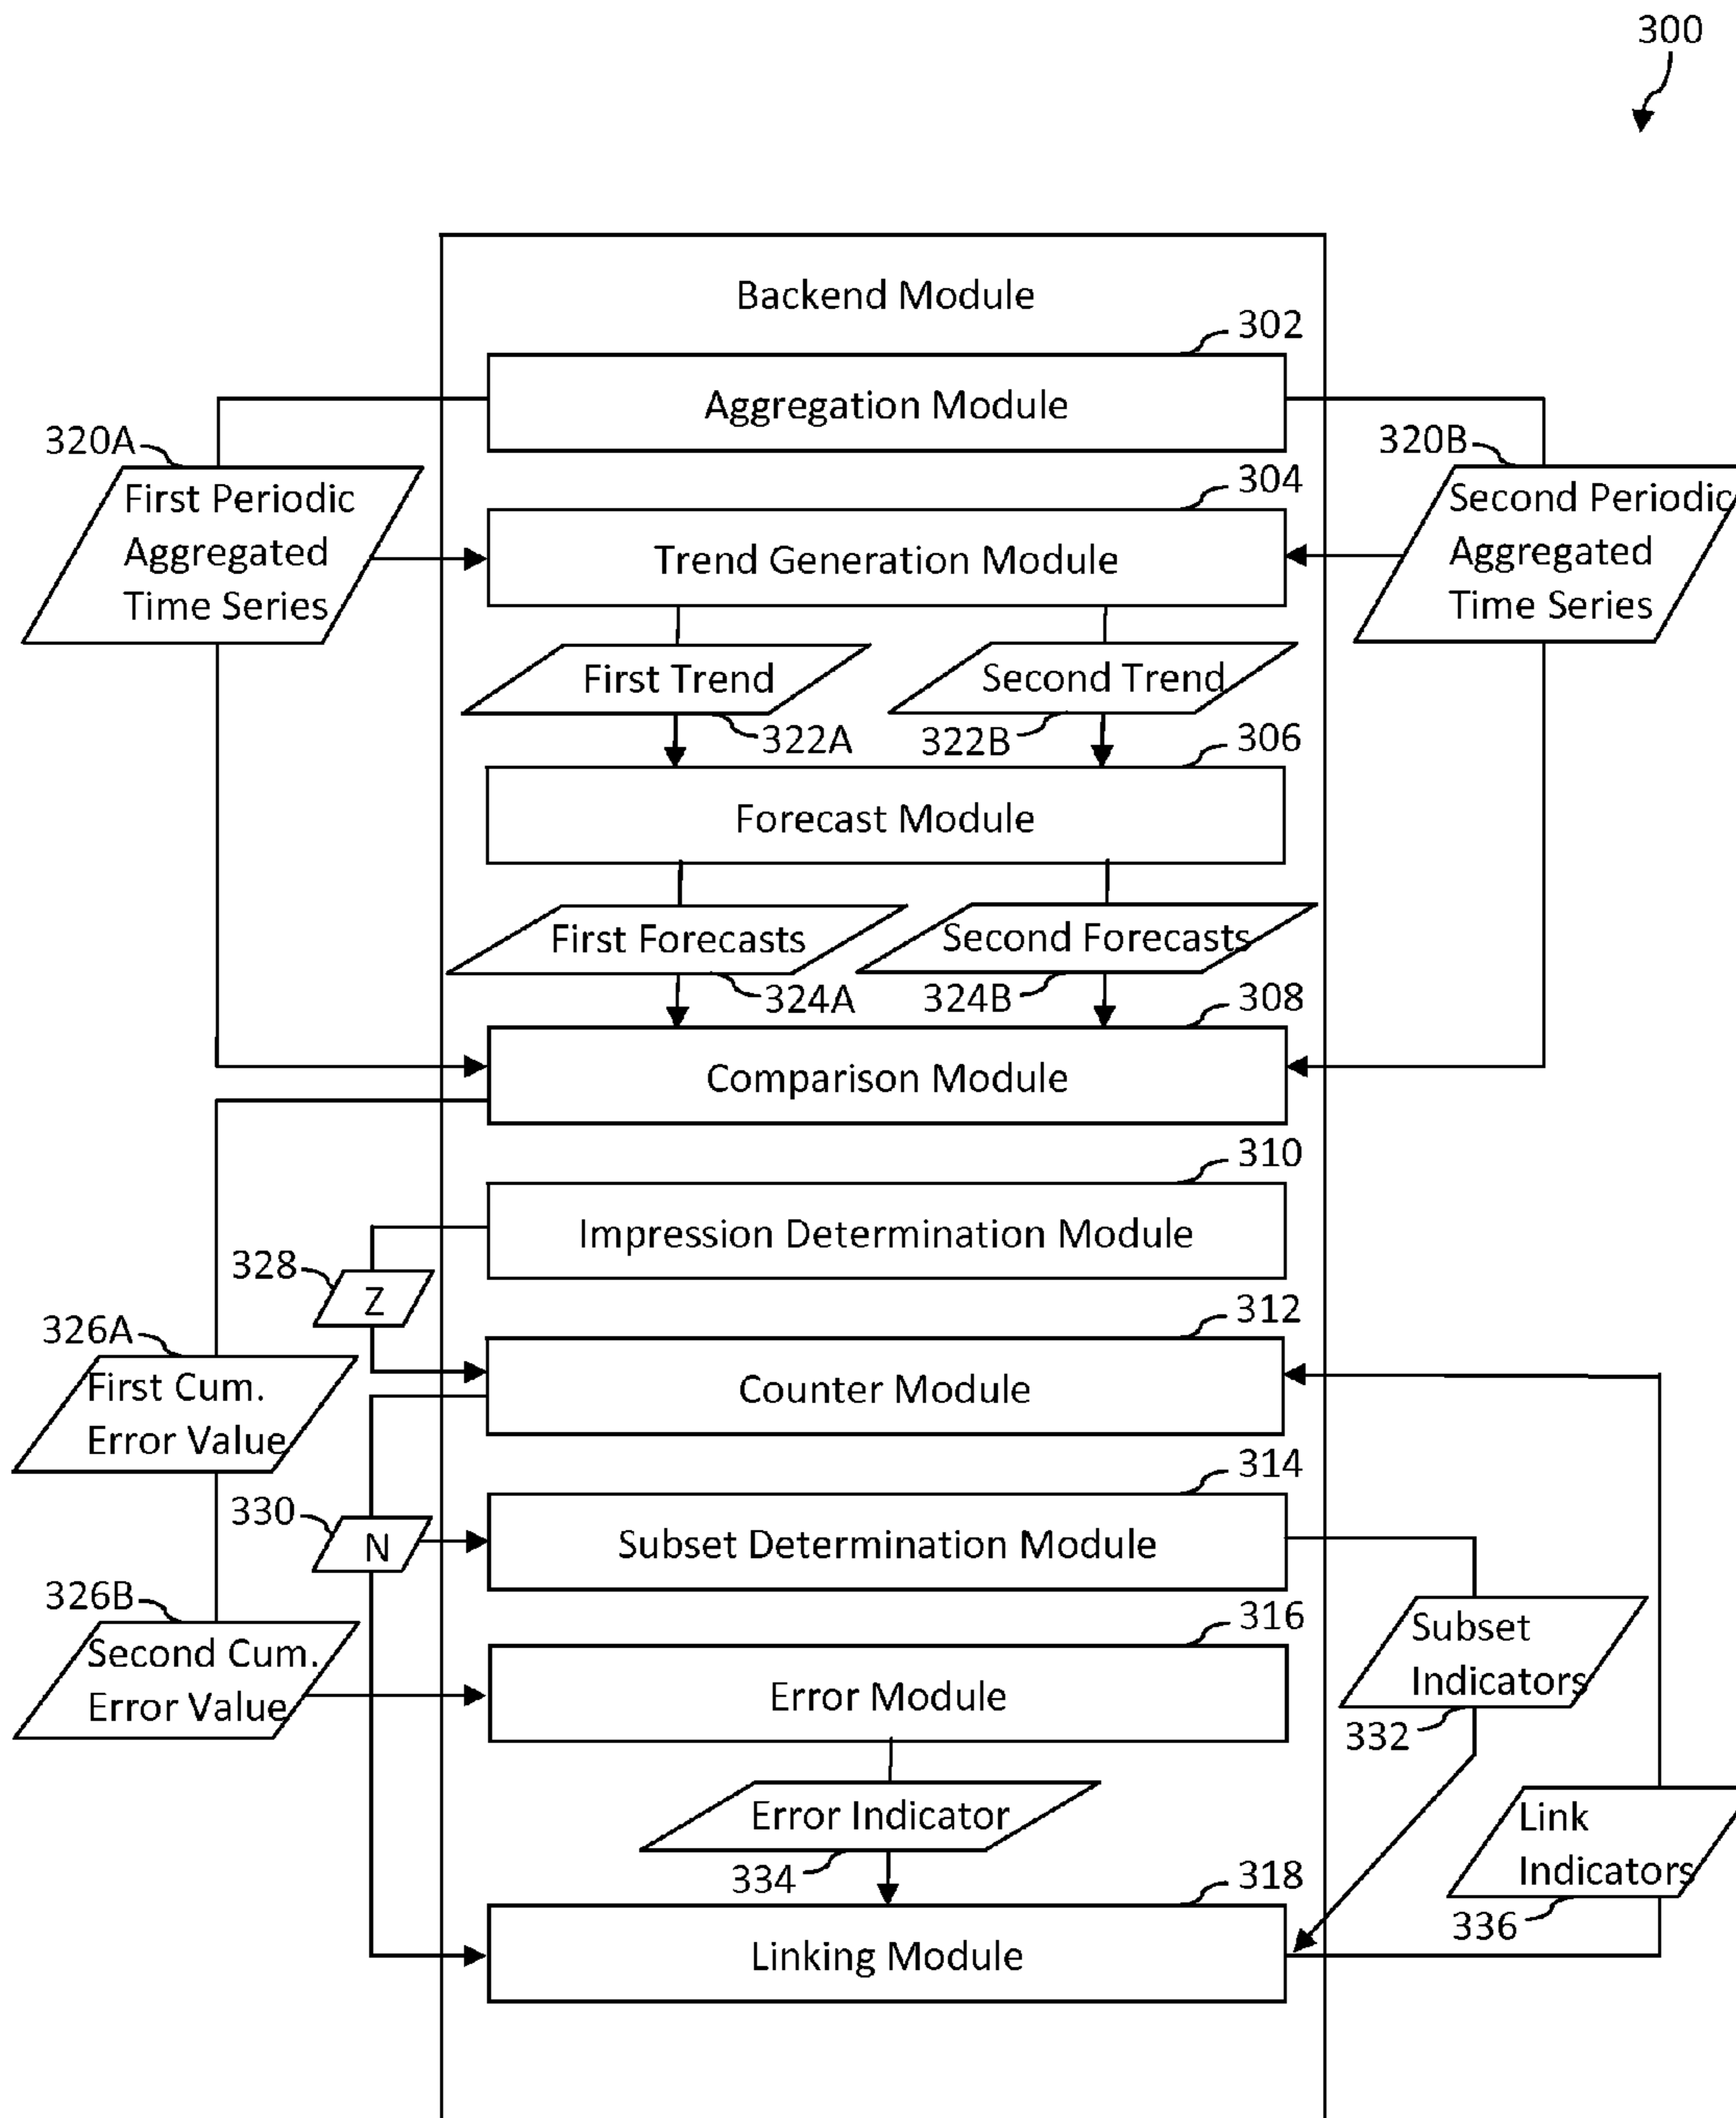 300
Backend Module
302
Aggregation Module
320A
First Periodic
Aggregated
Time Series
320B
Second Periodic
Aggregated
Time Series
304
Trend Generation Module
First Trend
322A
Second Trend
322B
306
Forecast Module
First Forecasts
324A
Second Forecasts
324B
308
Comparison Module
310
Impression Determination Module
328
Z
312
Counter Module
326A
First Cum.
Error Value
330
N
314
Subset Determination Module
326B
Second Cum.
Error Value
316
Error Module
Subset
Indicators
332
Error Indicator
334
Link
Indicators
336
318
Linking Module